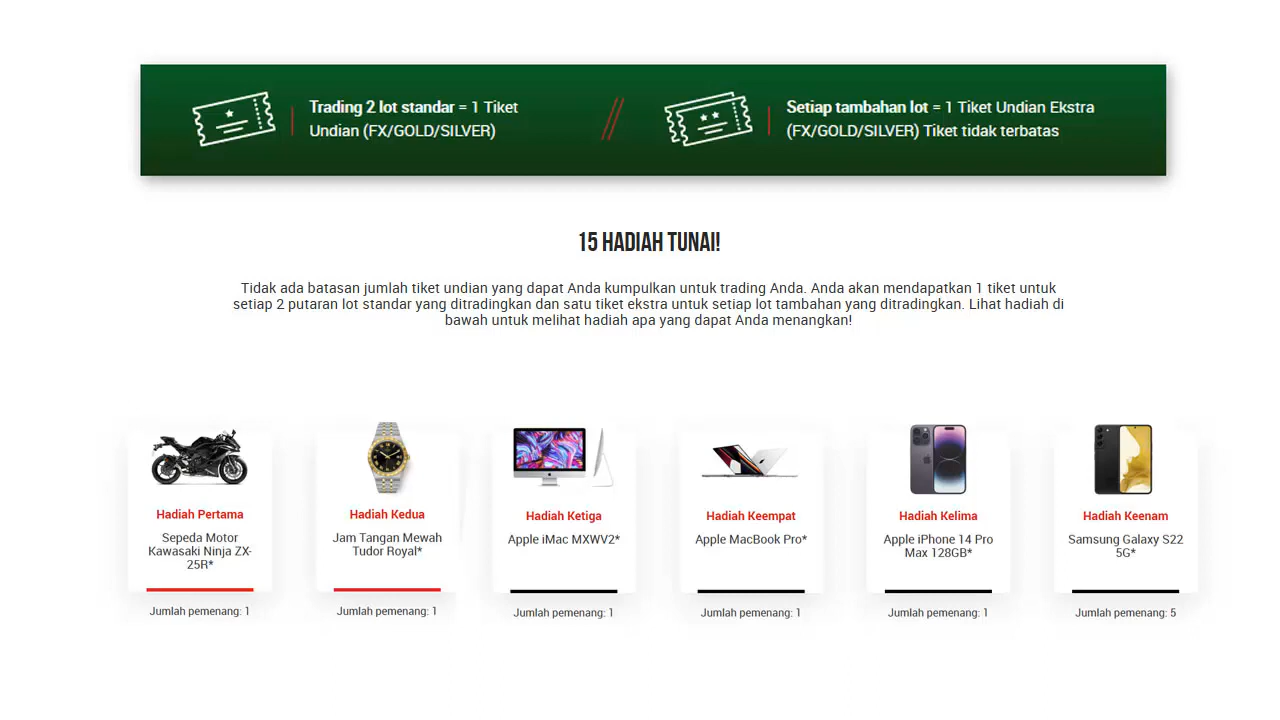 Trading 2 lot standar = 1 Tiket
Undian (FX/GOLD/SILVER)
Setiap tambahan lot = 1 Tiket Undian Ekstra
(FX/GOLD/SILVER) Tiket tidak terbatas
15 HADIAH TUNAI!
Tidak ada batasan jumlah tiket undian yang dapat Anda kumpulkan untuk trading Anda. Anda akan mendapatkan 1 tiket untuk
setiap 2 putaran lot standar yang ditradingkan dan satu tiket ekstra untuk setiap lot tambahan yang ditradingkan. Lihat hadiah di
bawah untuk melihat hadiah apa yang dapat Anda menangkan!
Hadiah Pertama
Sepeda Motor
Kawasaki Ninja ZX-
25R*
Jumlah pemenang: 1
Hadiah Kedua
Jam Tangan Mewah
Tudor Royal*
Jumlah pemenang: 1
Hadiah Ketiga
Apple iMac MXWV2*
Jumlah pemenang: 1
Hadiah Keempat
Apple MacBook Pro*
Jumlah pemenang: 1
Hadiah Kelima
Apple iPhone 14 Pro
Max 128GB*
Jumlah pemenang: 1
Hadiah Keenam
Samsung Galaxy S22
5G*
Jumlah pemenang: 5